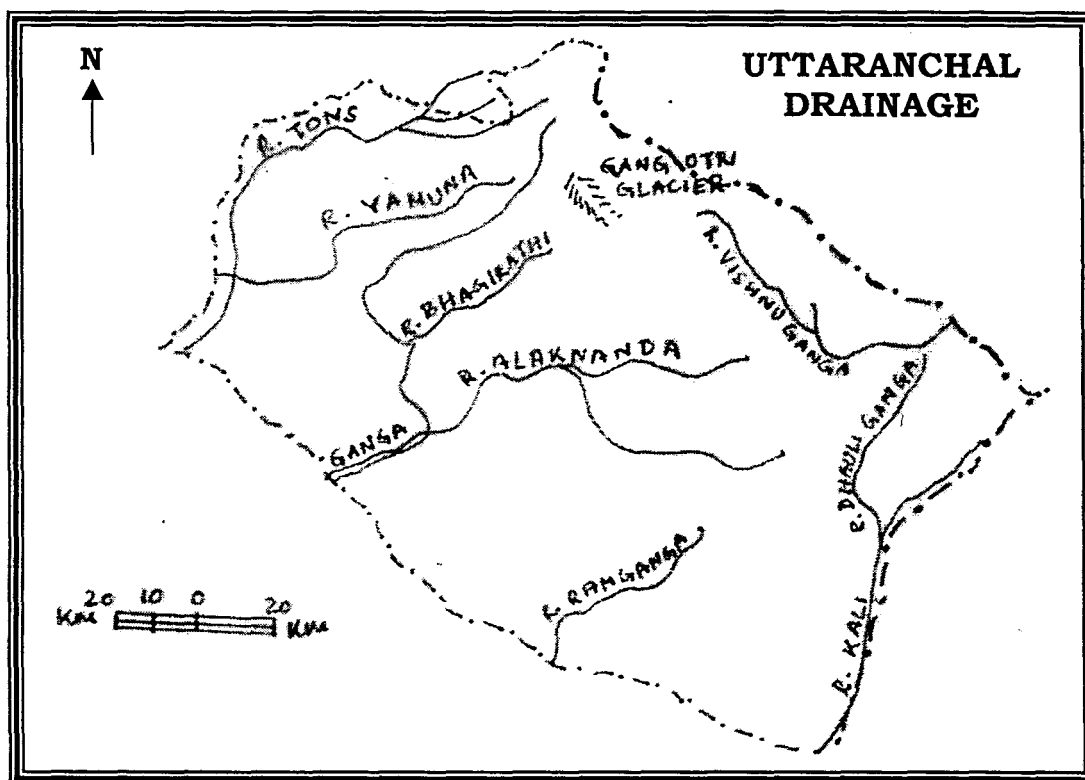 N
UTTARANCHAL
DRAINAGE
R. TONS
GANGOTRI
GLACIER
R. YAMUNA
R. VISHNU GANGA
R. BHAGIRATHI
R. ALAKNANDA
GANGA
R. DHAULI GANGA
R. RAMGANGA
R. KALI
20 10 0 20
Km Km